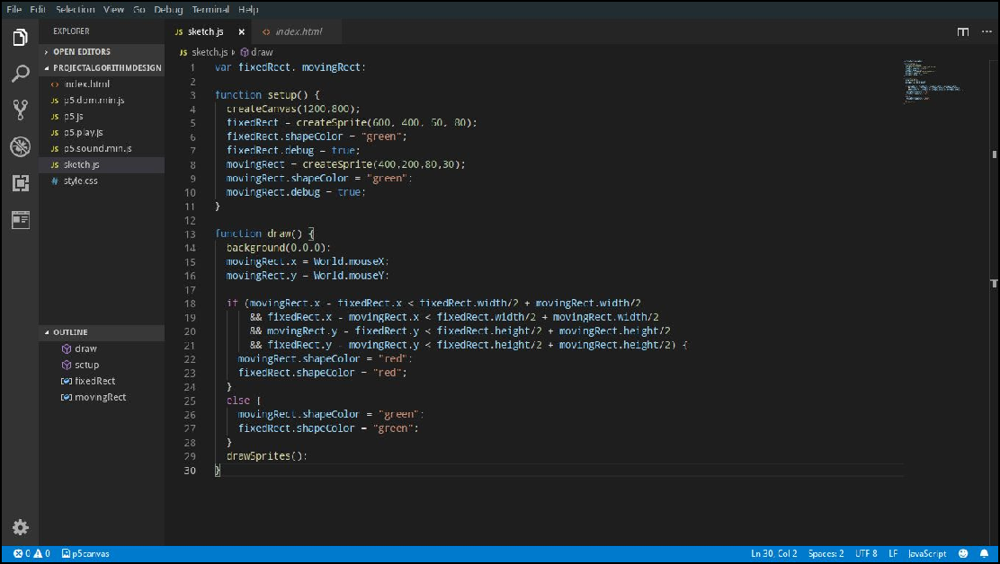 File Edit Selection View Go Debug Terminal Help
EXPLORER
OPEN EDITORS
PROJECTALGORITHMDESIGN
<> index.html
JS p5.dom.min.js
JS p5.js
JS p5.play.js
JS p5.sound.min.js
JS sketch.js
# style.css
OUTLINE
draw
setup
fixedRect
movingRect
JS sketch.js × <> index.html
JS sketch.js draw
1 var fixedRect, movingRect;
2
3 function setup() {
4 createCanvas(1200,800);
5 fixedRect = createSprite(600, 400, 50, 80);
6 fixedRect.shapeColor = "green";
7 fixedRect.debug = true;
8 movingRect = createSprite(400,200,80,30);
9 movingRect.shapeColor = "green";
10 movingRect.debug = true;
11 }
12
13 function draw() {
14 background(0,0,0);
15 movingRect.x = World.mouseX;
16 movingRect.y = World.mouseY;
17
18 if (movingRect.x - fixedRect.x < fixedRect.width/2 + movingRect.width/2
19 && fixedRect.x - movingRect.x < fixedRect.width/2 + movingRect.width/2
20 && movingRect.y - fixedRect.y < fixedRect.height/2 + movingRect.height/2
21 && fixedRect.y - movingRect.y < fixedRect.height/2 + movingRect.height/2) {
22 movingRect.shapeColor = "red";
23 fixedRect.shapeColor = "red";
24 }
25 else {
26 movingRect.shapeColor = "green";
27 fixedRect.shapeColor = "green";
28 }
29 drawSprites();
30 }
0 0 p5canvas Ln 30, Col 2 Spaces: 2 UTF-8 LF JavaScript